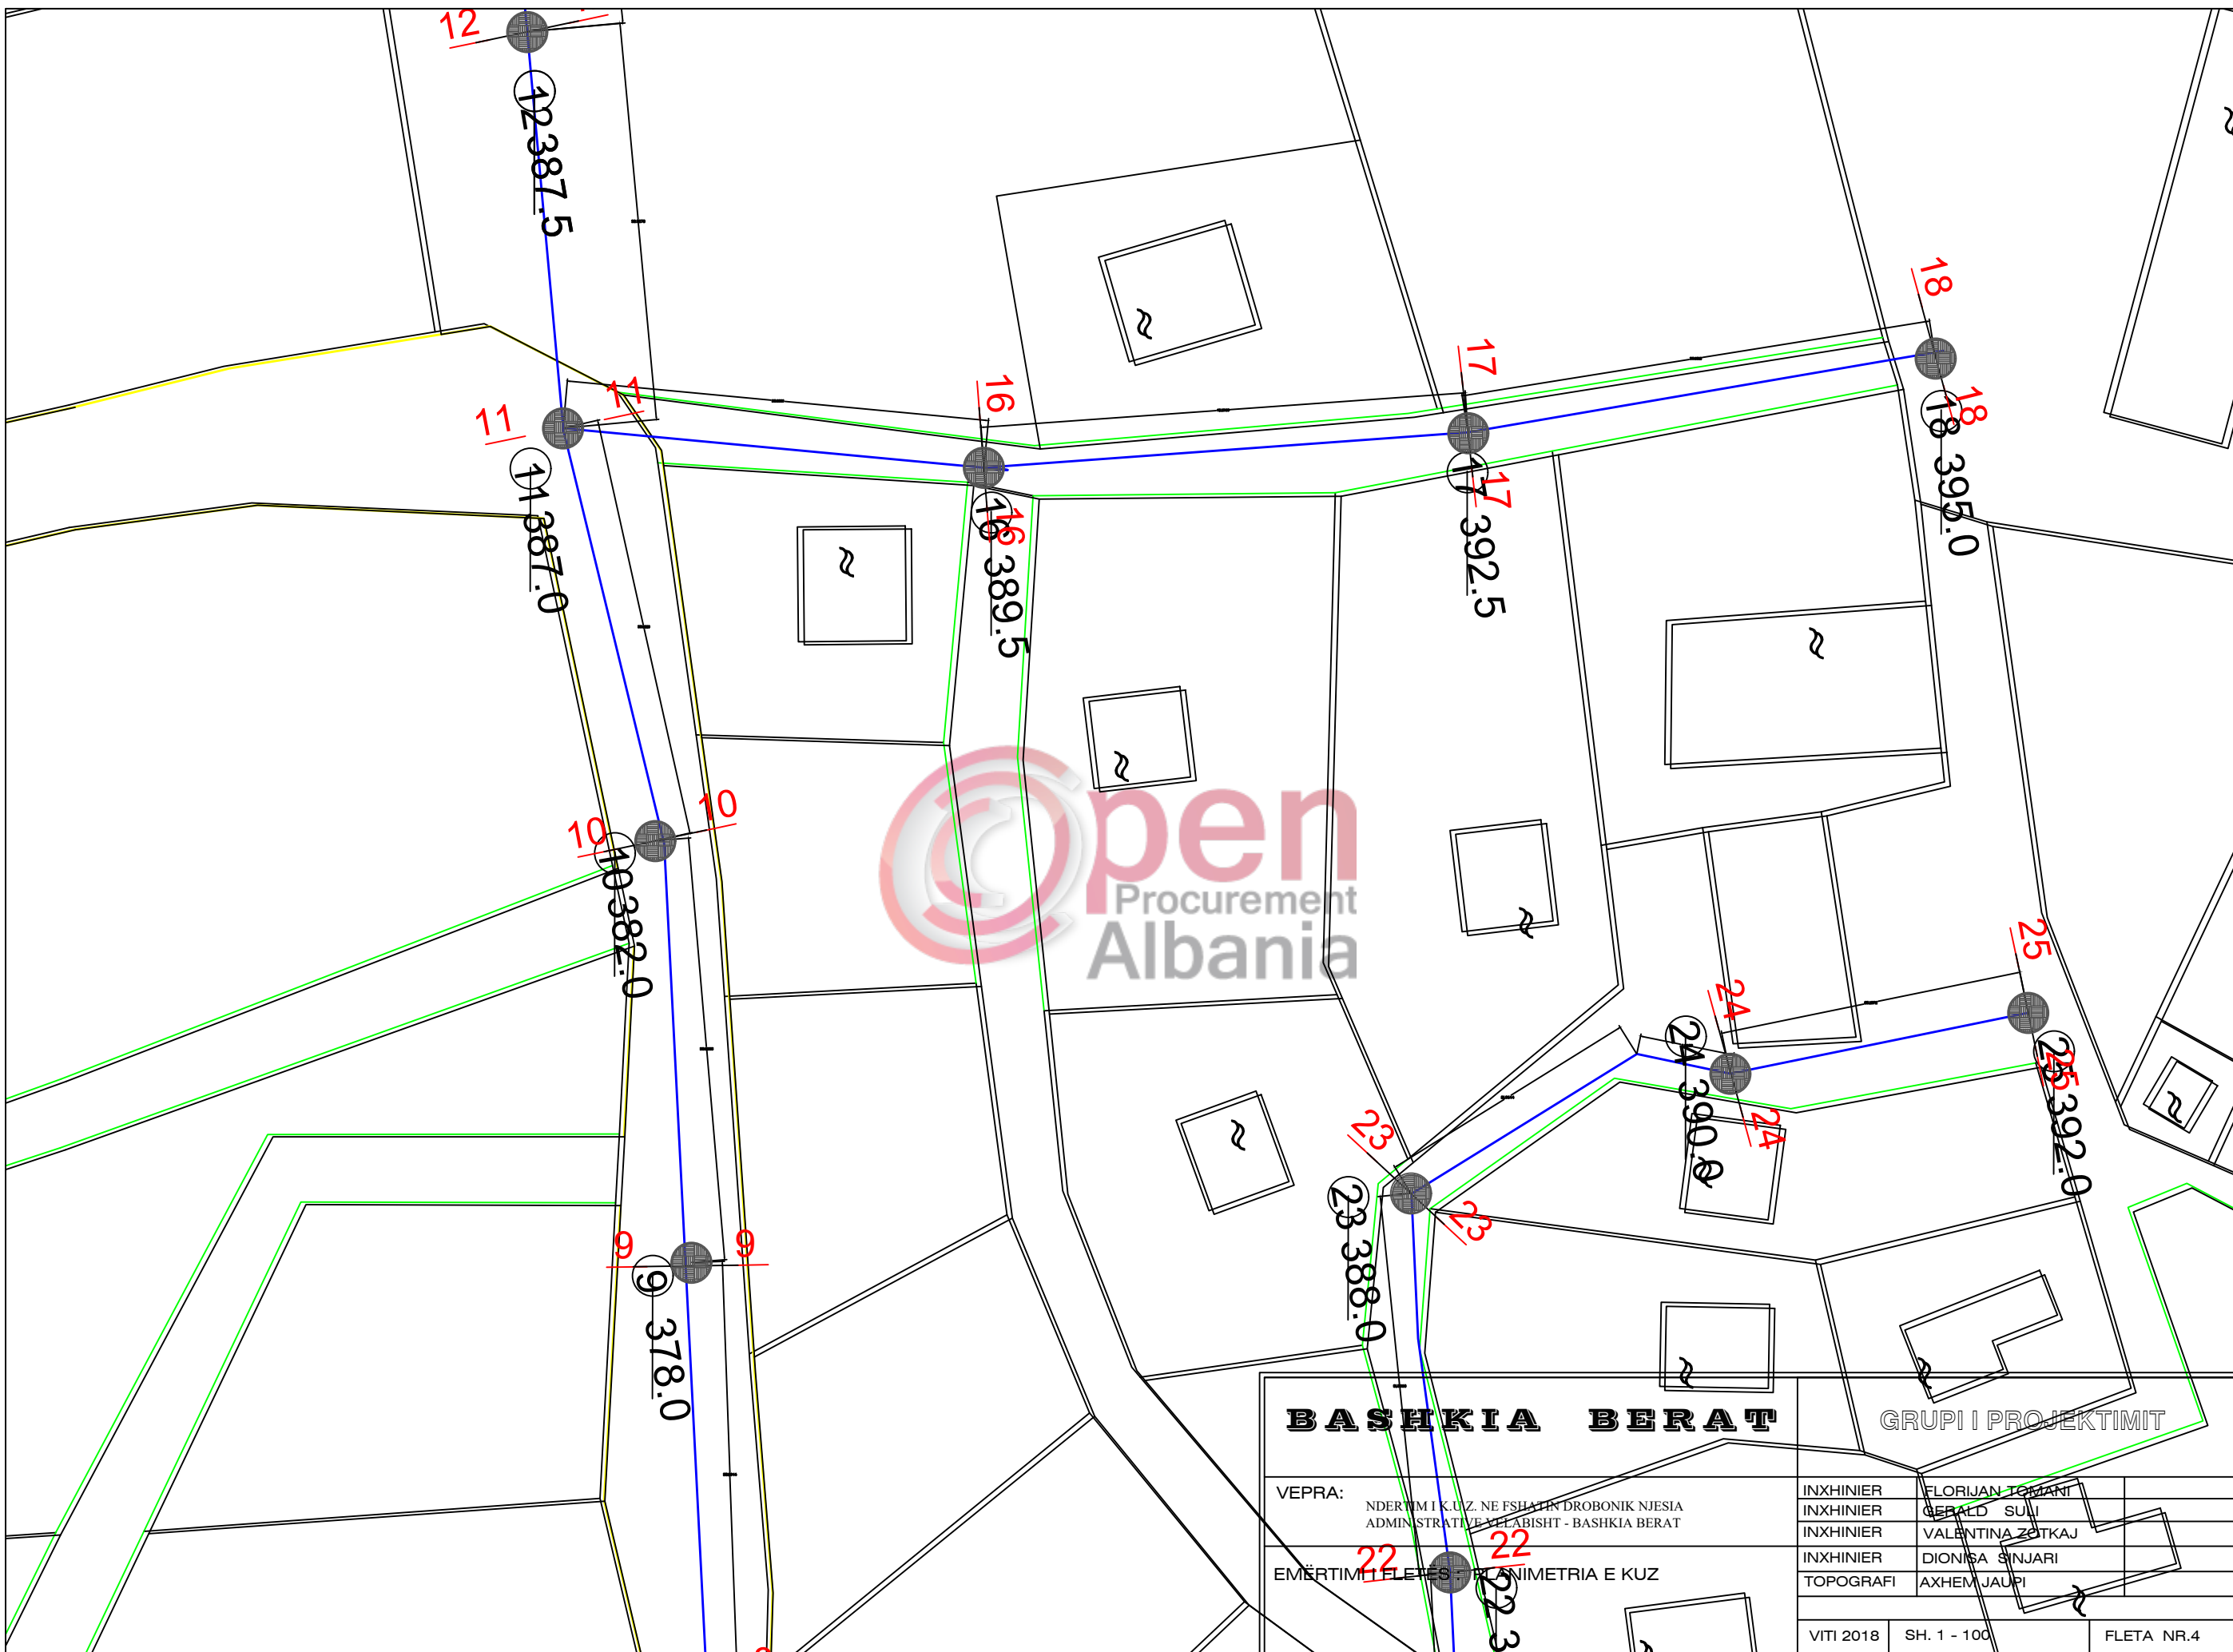 12
12 387.5
11
11
11 387.0
16
16
16 389.5
17
17
17 392.5
18
18
18 395.0
10
10
10 382.0
9
9
9 378.0
25
25
25 392.0
24
24
24 390.0
23
23
23 388.0
22
22
22 3
Open
Procurement
Albania
BASHKIA BERAT
GRUPI I PROJEKTIMIT
VEPRA:
NDERTIM I K.U.Z. NE FSHATIN DROBONIK NJESIA
ADMINISTRATIVE VELABISHT - BASHKIA BERAT
EMËRTIMI I FLETËS : PLANIMETRIA E KUZ
INXHINIER FLORIJAN TOMANI
INXHINIER GERALD SULI
INXHINIER VALENTINA ZOTKAJ
INXHINIER DIONISA SINJARI
TOPOGRAFI AXHEM JAUPI
VITI 2018 SH. 1 - 100 FLETA NR.4